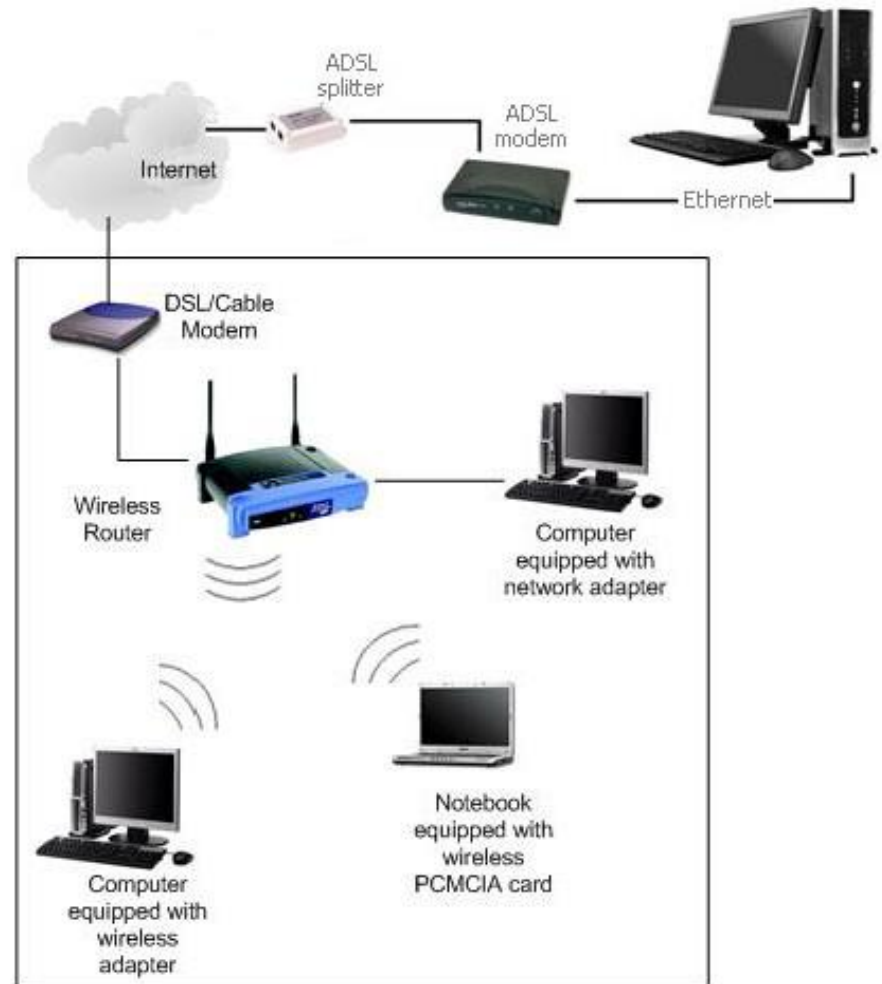 ADSL
splitter
ADSL
modem
Internet
Ethernet
DSL/Cable
Modem
Wireless
Router
Computer
equipped with
network adapter
Notebook
equipped with
wireless
PCMCIA card
Computer
equipped with
wireless
adapter